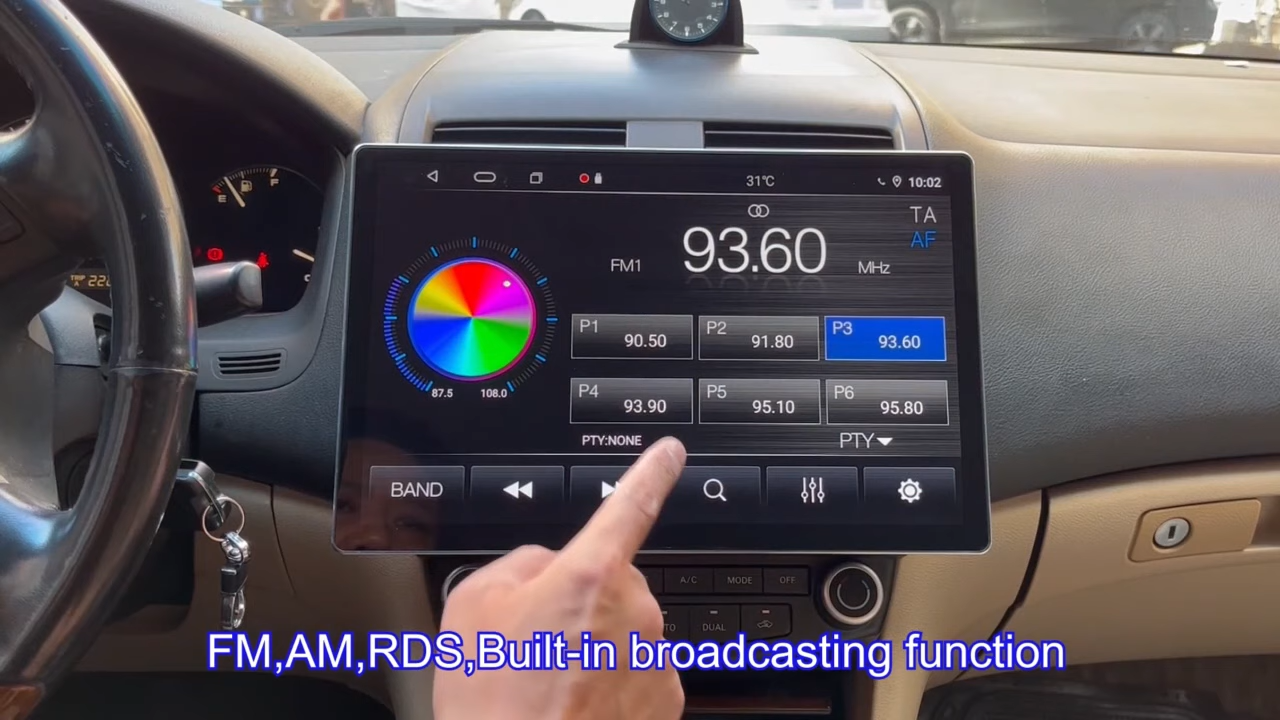 31°C
10:02
TA
AF
FM1
93.60
MHz
P1
90.50
P2
91.80
P3
93.60
P4
93.90
P5
95.10
P6
95.80
87.5
108.0
PTY:NONE
PTY
BAND
E
F
TRIP
A
A/C
MODE
OFF
DUAL
FM,AM,RDS,Built-in broadcasting function